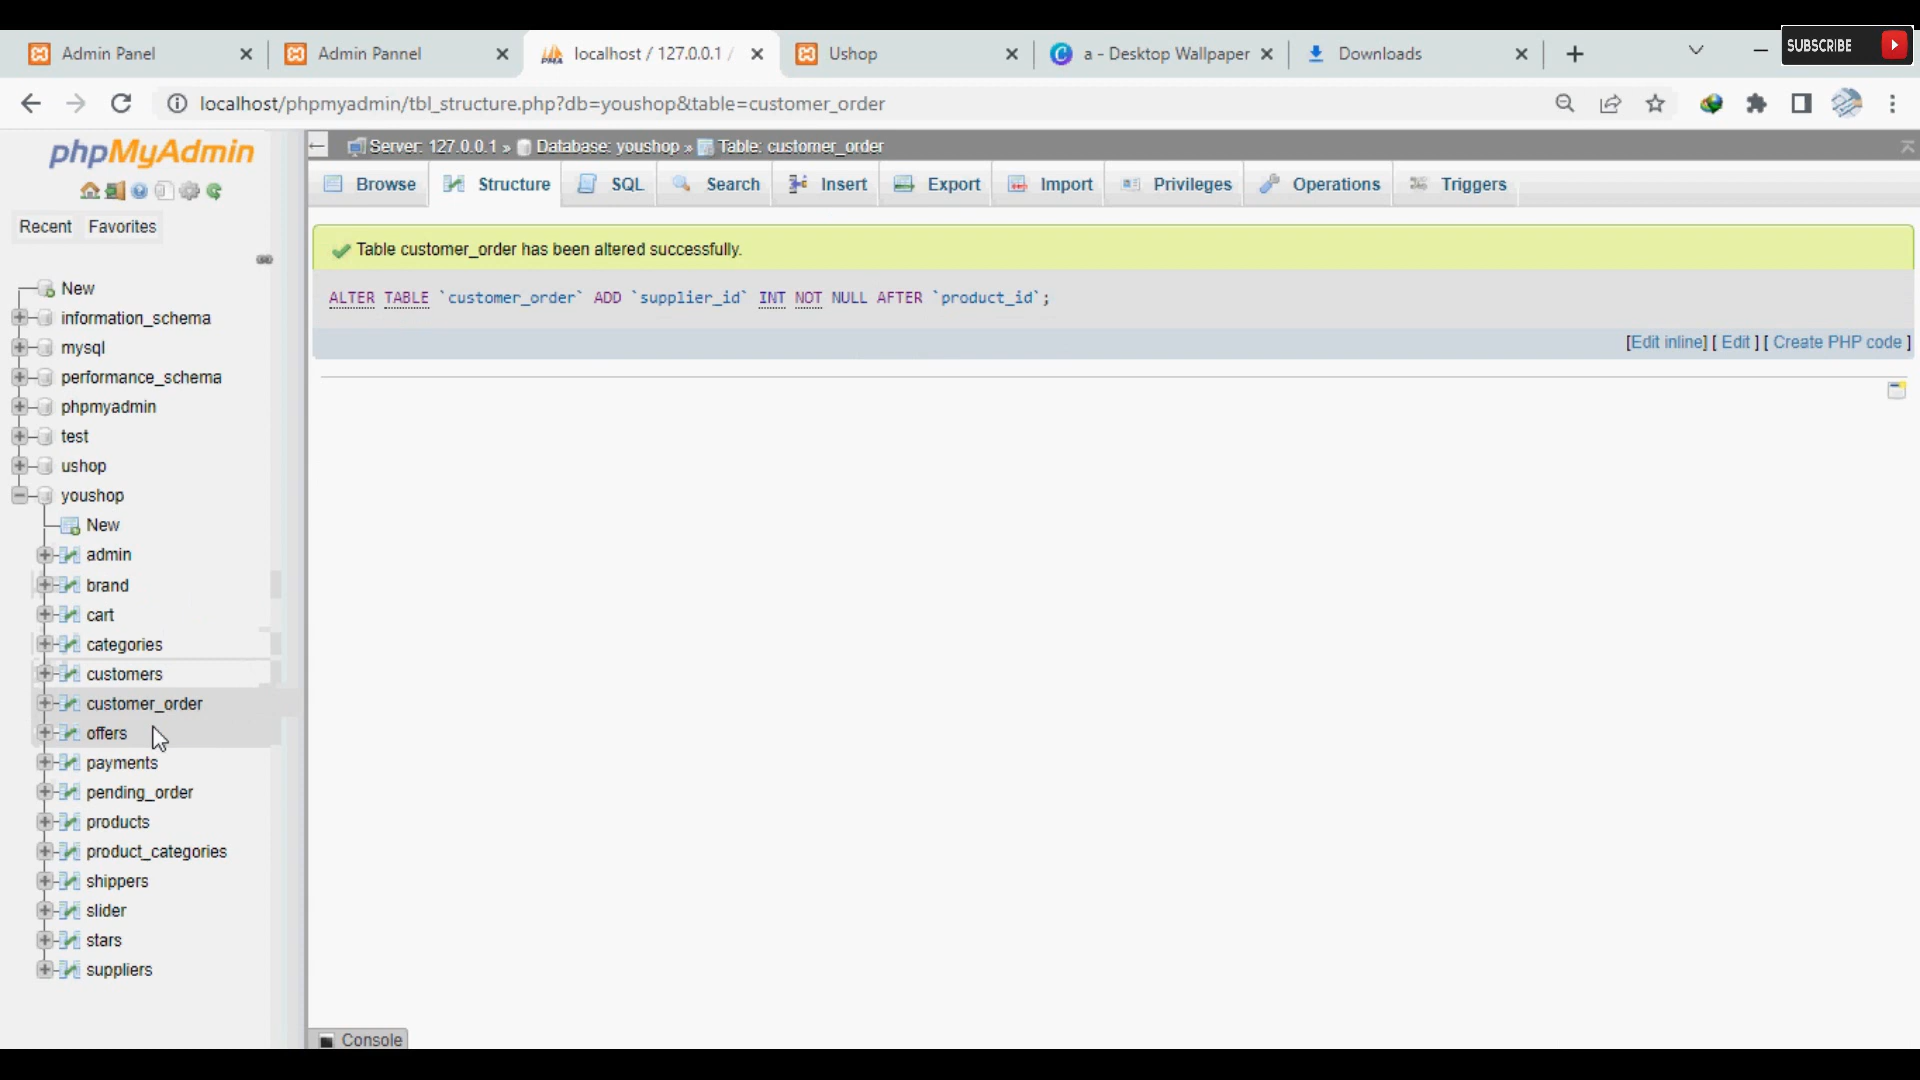 SUBSCRIBE
Admin Panel
Admin Pannel
PMA
localhost / 127.0.0.1 /
Ushop
a - Desktop Wallpaper
Downloads
localhost/phpmyadmin/tbl_structure.php?db=youshop&table=customer_order
phpMyAdmin
Recent Favorites
New
information_schema
mysql
performance_schema
phpmyadmin
test
ushop
youshop
New
admin
brand
cart
categories
customers
customer_order
offers
payments
pending_order
products
product_categories
shippers
slider
stars
suppliers
Server: 127.0.0.1 » Database: youshop » Table: customer_order
Browse Structure SQL Search Insert Export Import Privileges Operations Triggers
Table customer_order has been altered successfully.
ALTER TABLE `customer_order` ADD `supplier_id` INT NOT NULL AFTER `product_id`;
[Edit inline] [ Edit ] [ Create PHP code ]
Console